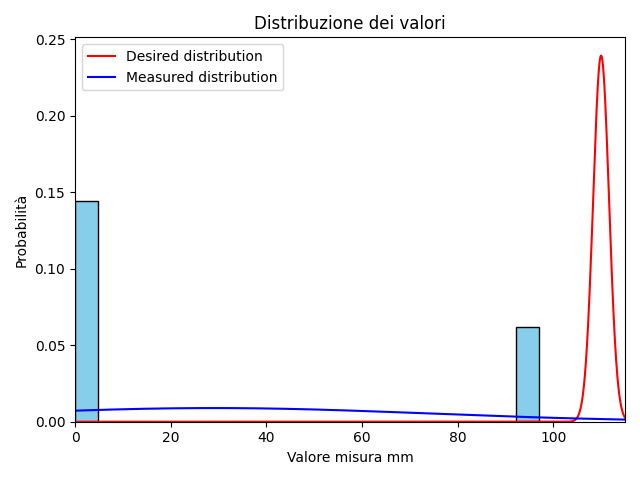 Distribuzione dei valori
Desired distribution
Measured distribution
Probabilità
0.25
0.20
0.15
0.10
0.05
0.00
0 20 40 60 80 100
Valore misura mm